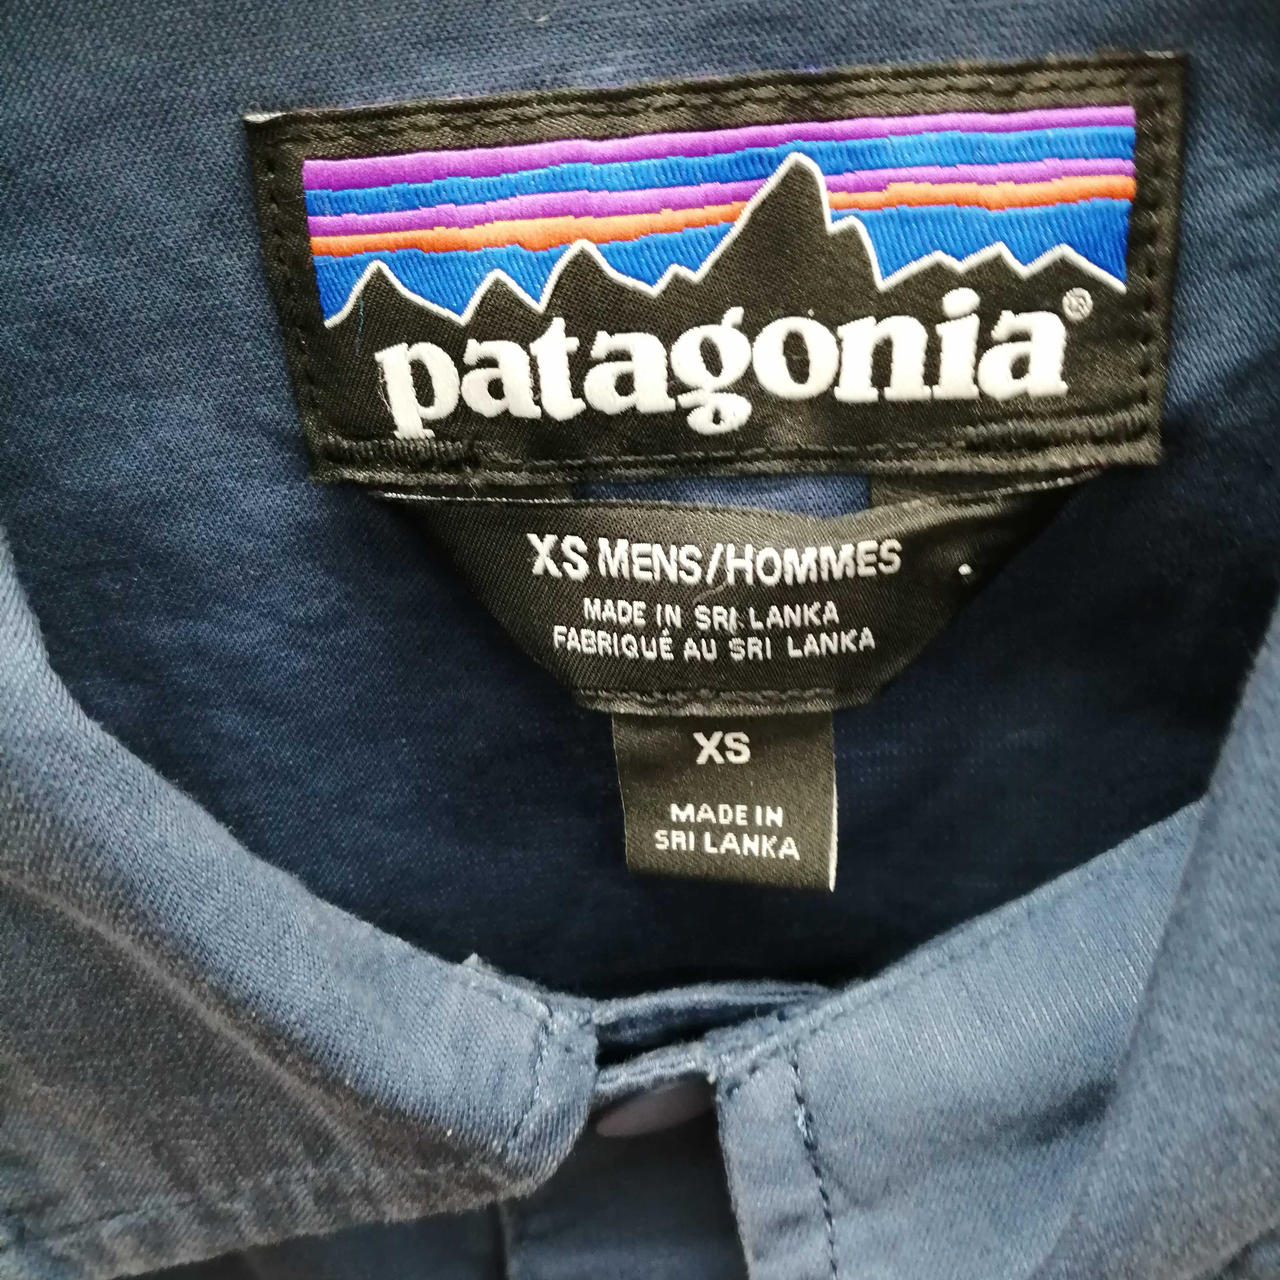 patagonia®
XS MENS/HOMMES
MADE IN SRI LANKA
FABRIQUÉ AU SRI LANKA
XS
MADE IN
SRI LANKA